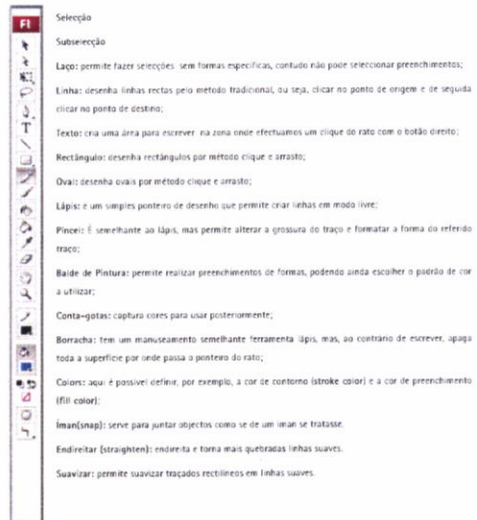 Fl
Selecção
Subselecção
Laço: permite fazer selecções sem formas especificas, contudo não pode seleccionar preenchimentos;
Linha: desenha linhas rectas pelo método tradicional, ou seja, clicar no ponto de origem e de seguida
clicar no ponto de destino;
T
Texto: cria uma área para escrever na zona onde efectuamos um clique do rato com o botão direito;
Rectângulo: desenha rectângulos por método clique e arrasto;
Oval: desenha ovais por método clique e arrasto;
Lápis: é um simples ponteiro de desenho que permite criar linhas em modo livre;
Pincel: É semelhante ao lápis, mas permite alterar a grossura do traço e formatar a forma do referido
traço;
Balde de Pintura: permite realizar preenchimentos de formas, podendo ainda escolher o padrão de cor
a utilizar;
Conta-gotas: captura cores para usar posteriormente;
Borracha: tem um manuseamento semelhante ferramenta lápis, mas, ao contrário de escrever, apaga
toda a superfície por onde passa o ponteiro do rato;
Colors: aqui é possivel definir, por exemplo, a cor de contorno (stroke color) e a cor de preenchimento
(fill color);
Íman(snap): serve para juntar objectos como se de um íman se tratasse.
Endireitar (straighten): endireita e torna mais quebradas linhas suaves.
Suavizar: permite suavizar traçados rectilíneos em linhas suaves.